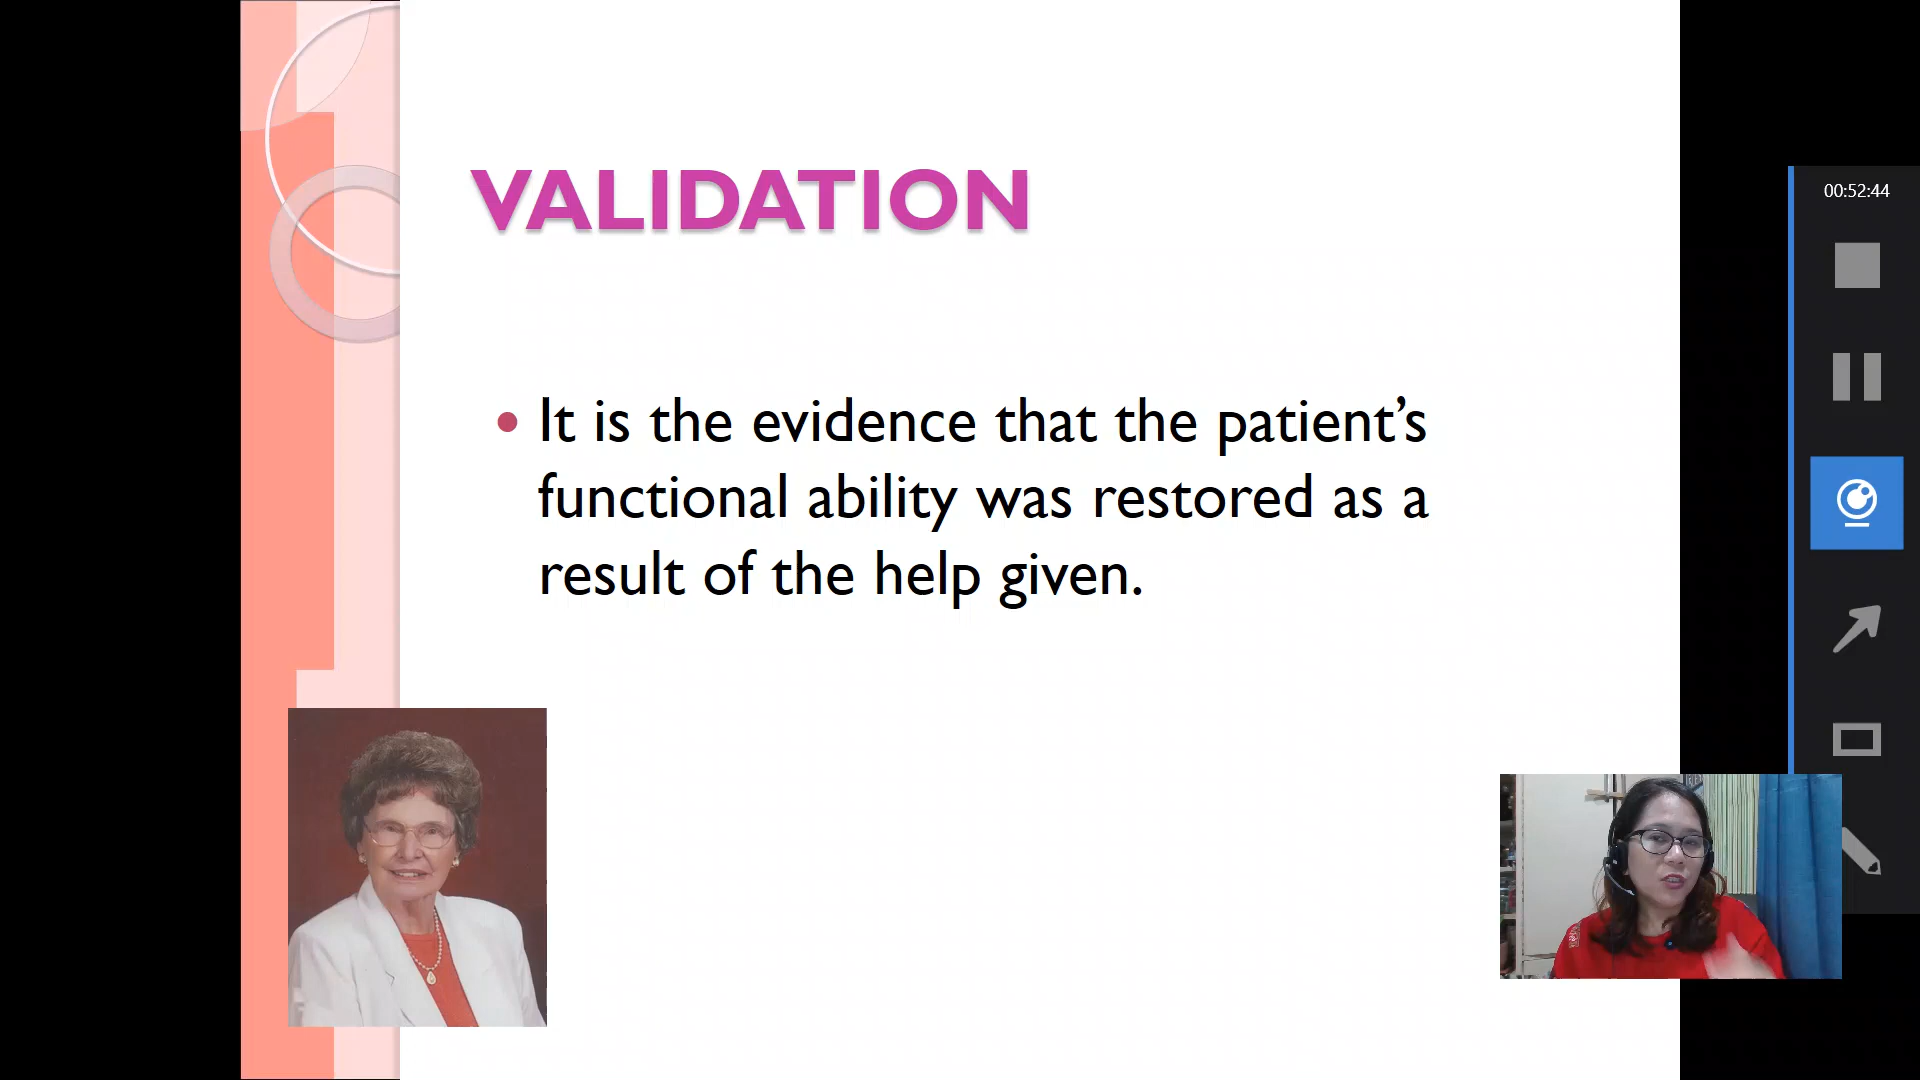 VALIDATION
00:52:44
• It is the evidence that the patient’s
functional ability was restored as a
result of the help given.